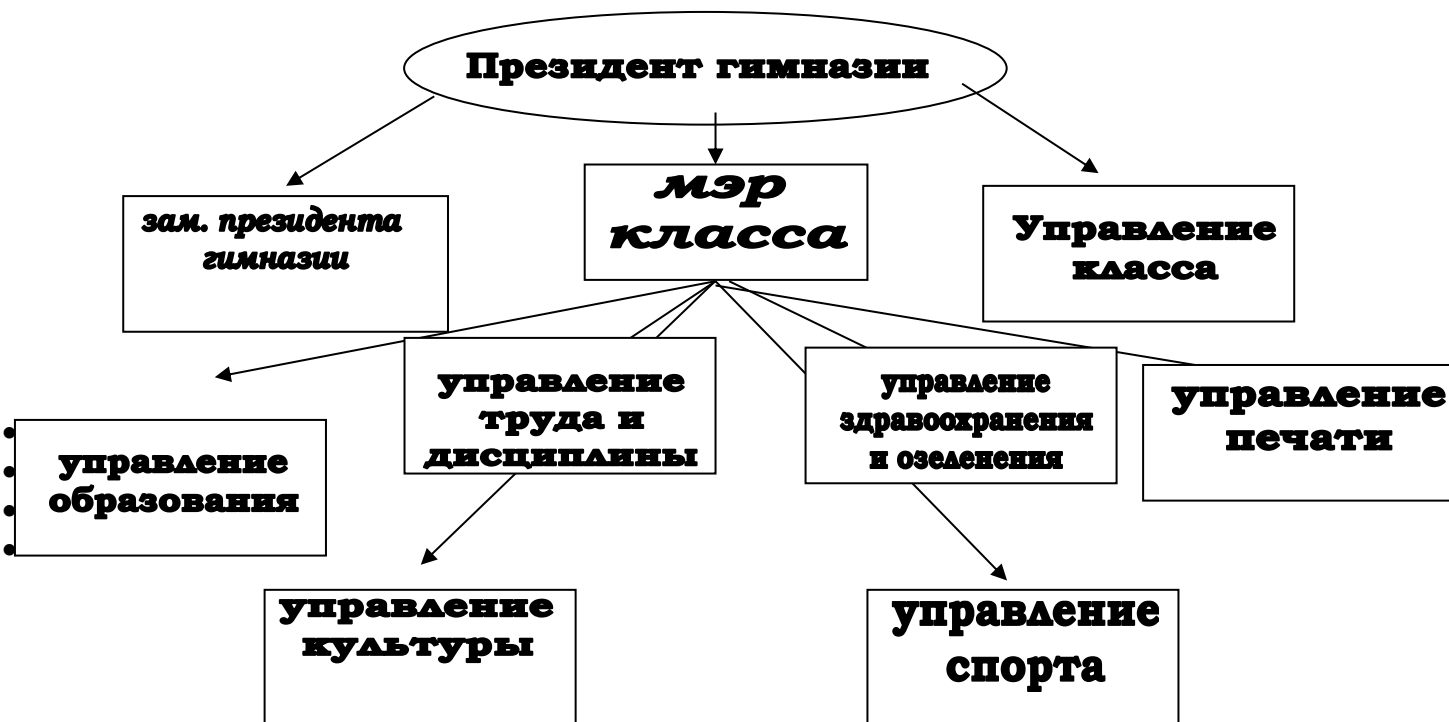 Президент гимназии
зам. президента
гимназии
мэр
класса
Управление
класса
управление
образования
управление
труда и
дисциплины
управление
здравоохранения
и озеленения
управление
печати
управление
культуры
управление
спорта